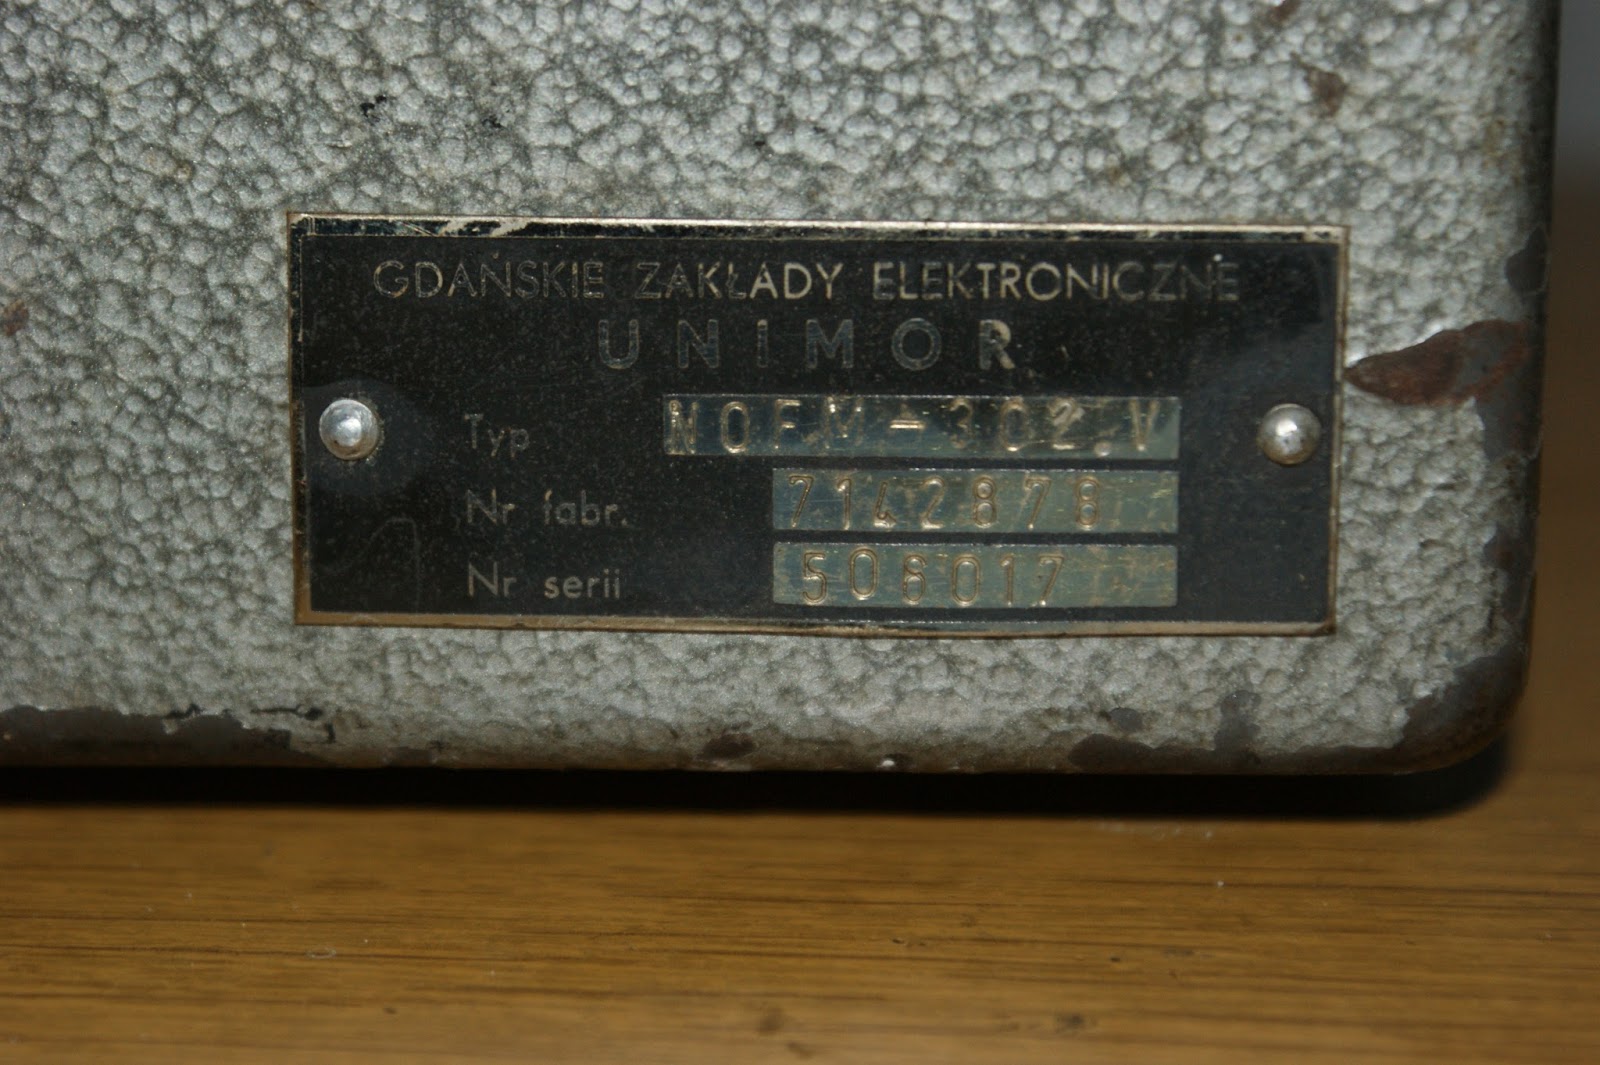 GDAŃSKIE ZAKŁADY ELEKTRONICZNE
UNIMOR
Typ NOFM-302.V
Nr fabr. 7142878
Nr serii 506017